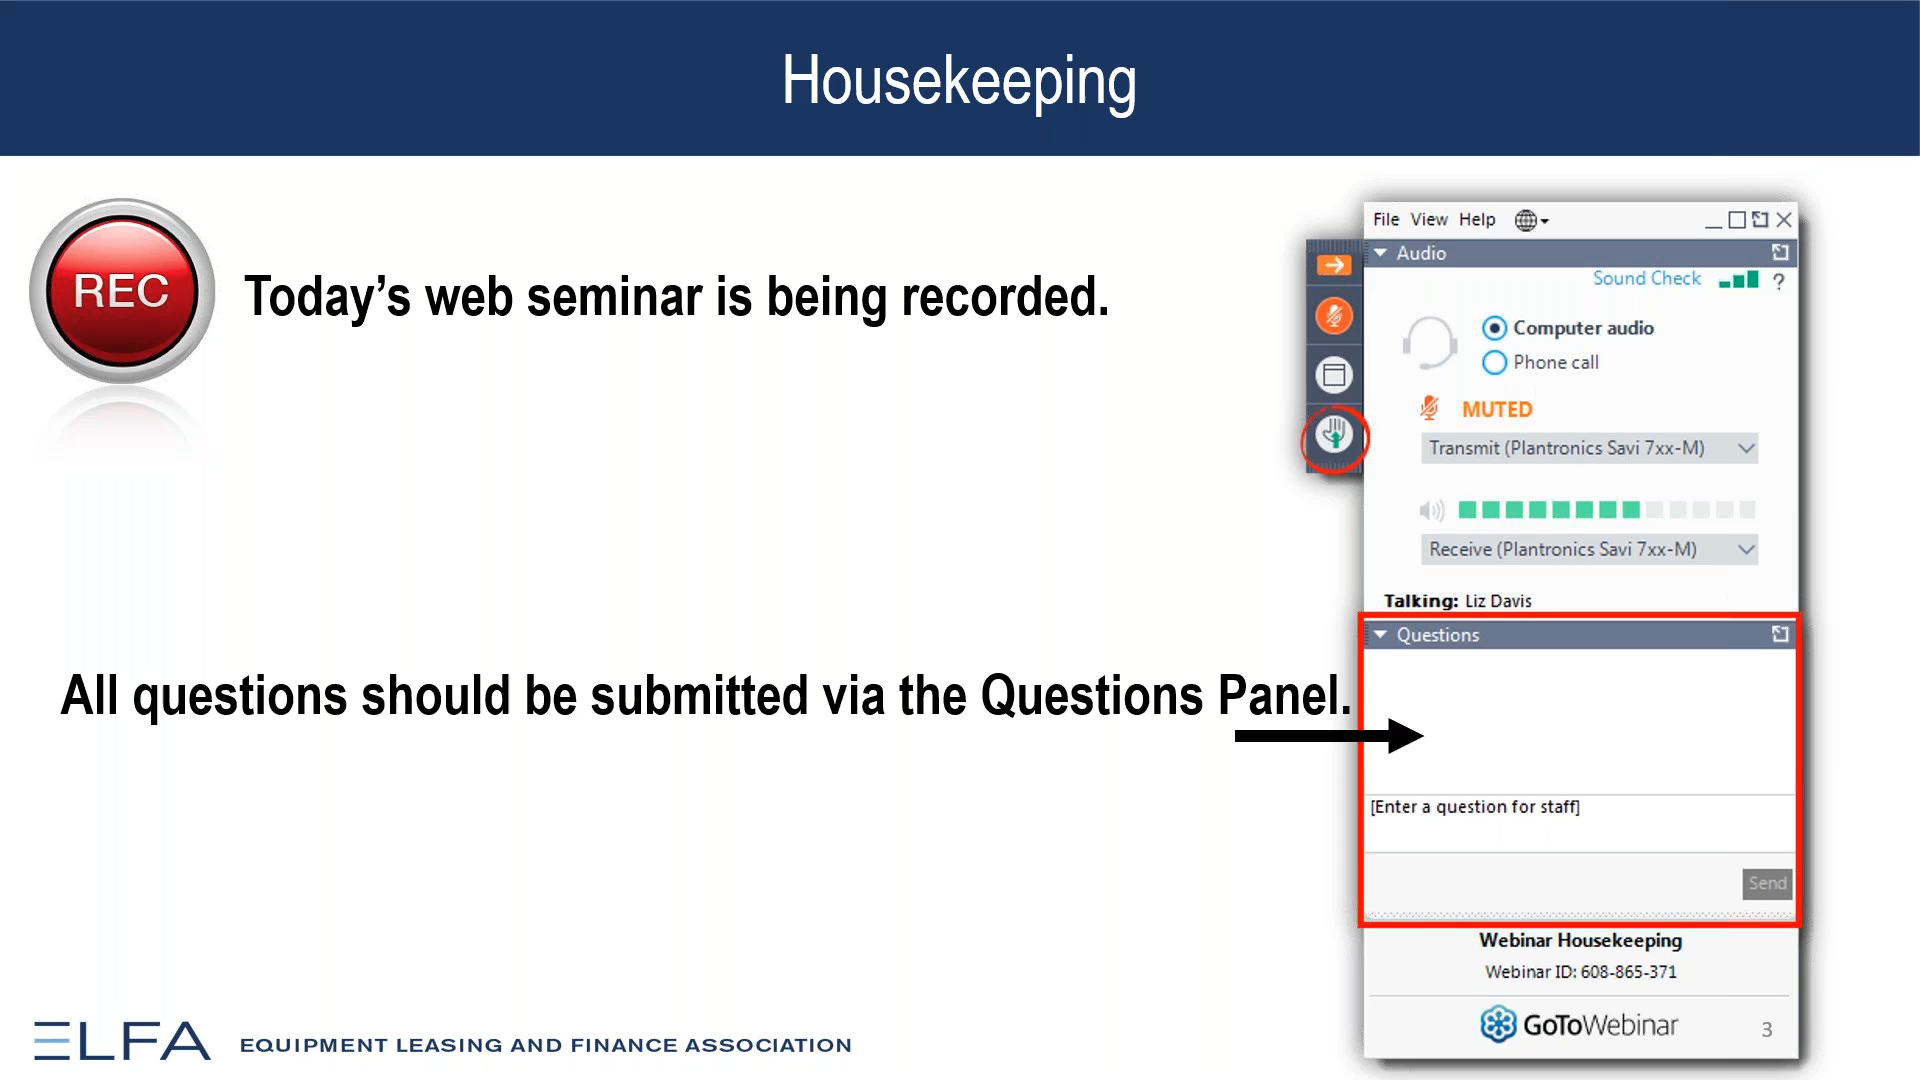 Housekeeping
REC
Today’s web seminar is being recorded.
All questions should be submitted via the Questions Panel.
File View Help
Audio
Sound Check ?
Computer audio
Phone call
MUTED
Transmit (Plantronics Savi 7xx-M)
Receive (Plantronics Savi 7xx-M)
Talking: Liz Davis
Questions
[Enter a question for staff]
Send
Webinar Housekeeping
Webinar ID: 608-865-371
GoToWebinar
3
ELFA EQUIPMENT LEASING AND FINANCE ASSOCIATION